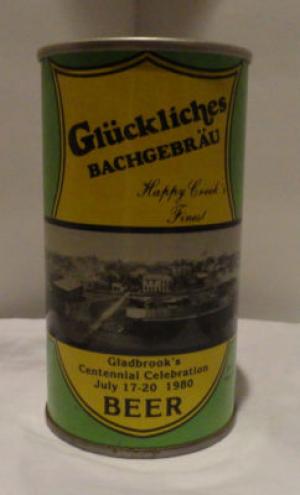 Glückliches
BACHGEBRÄU
Happy Creek's
Finest
Gladbrook's
Centennial Celebration
July 17-20 1980
BEER